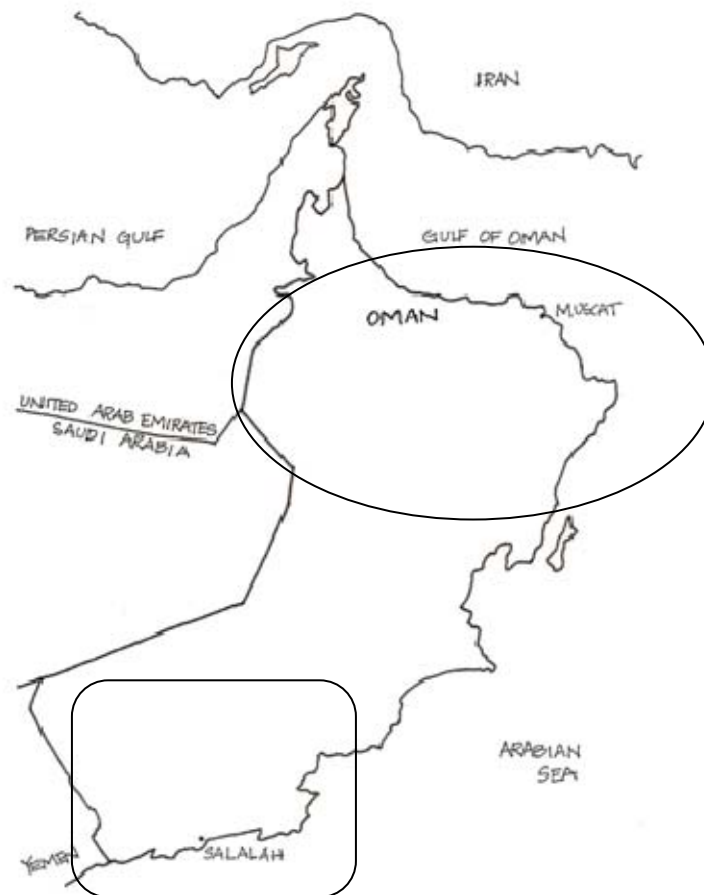 IRAN
PERSIAN GULF
GULF OF OMAN
OMAN
MUSCAT
UNITED ARAB EMIRATES
SAUDI ARABIA
ARABIAN
SEA
SALALAH
YEMEN